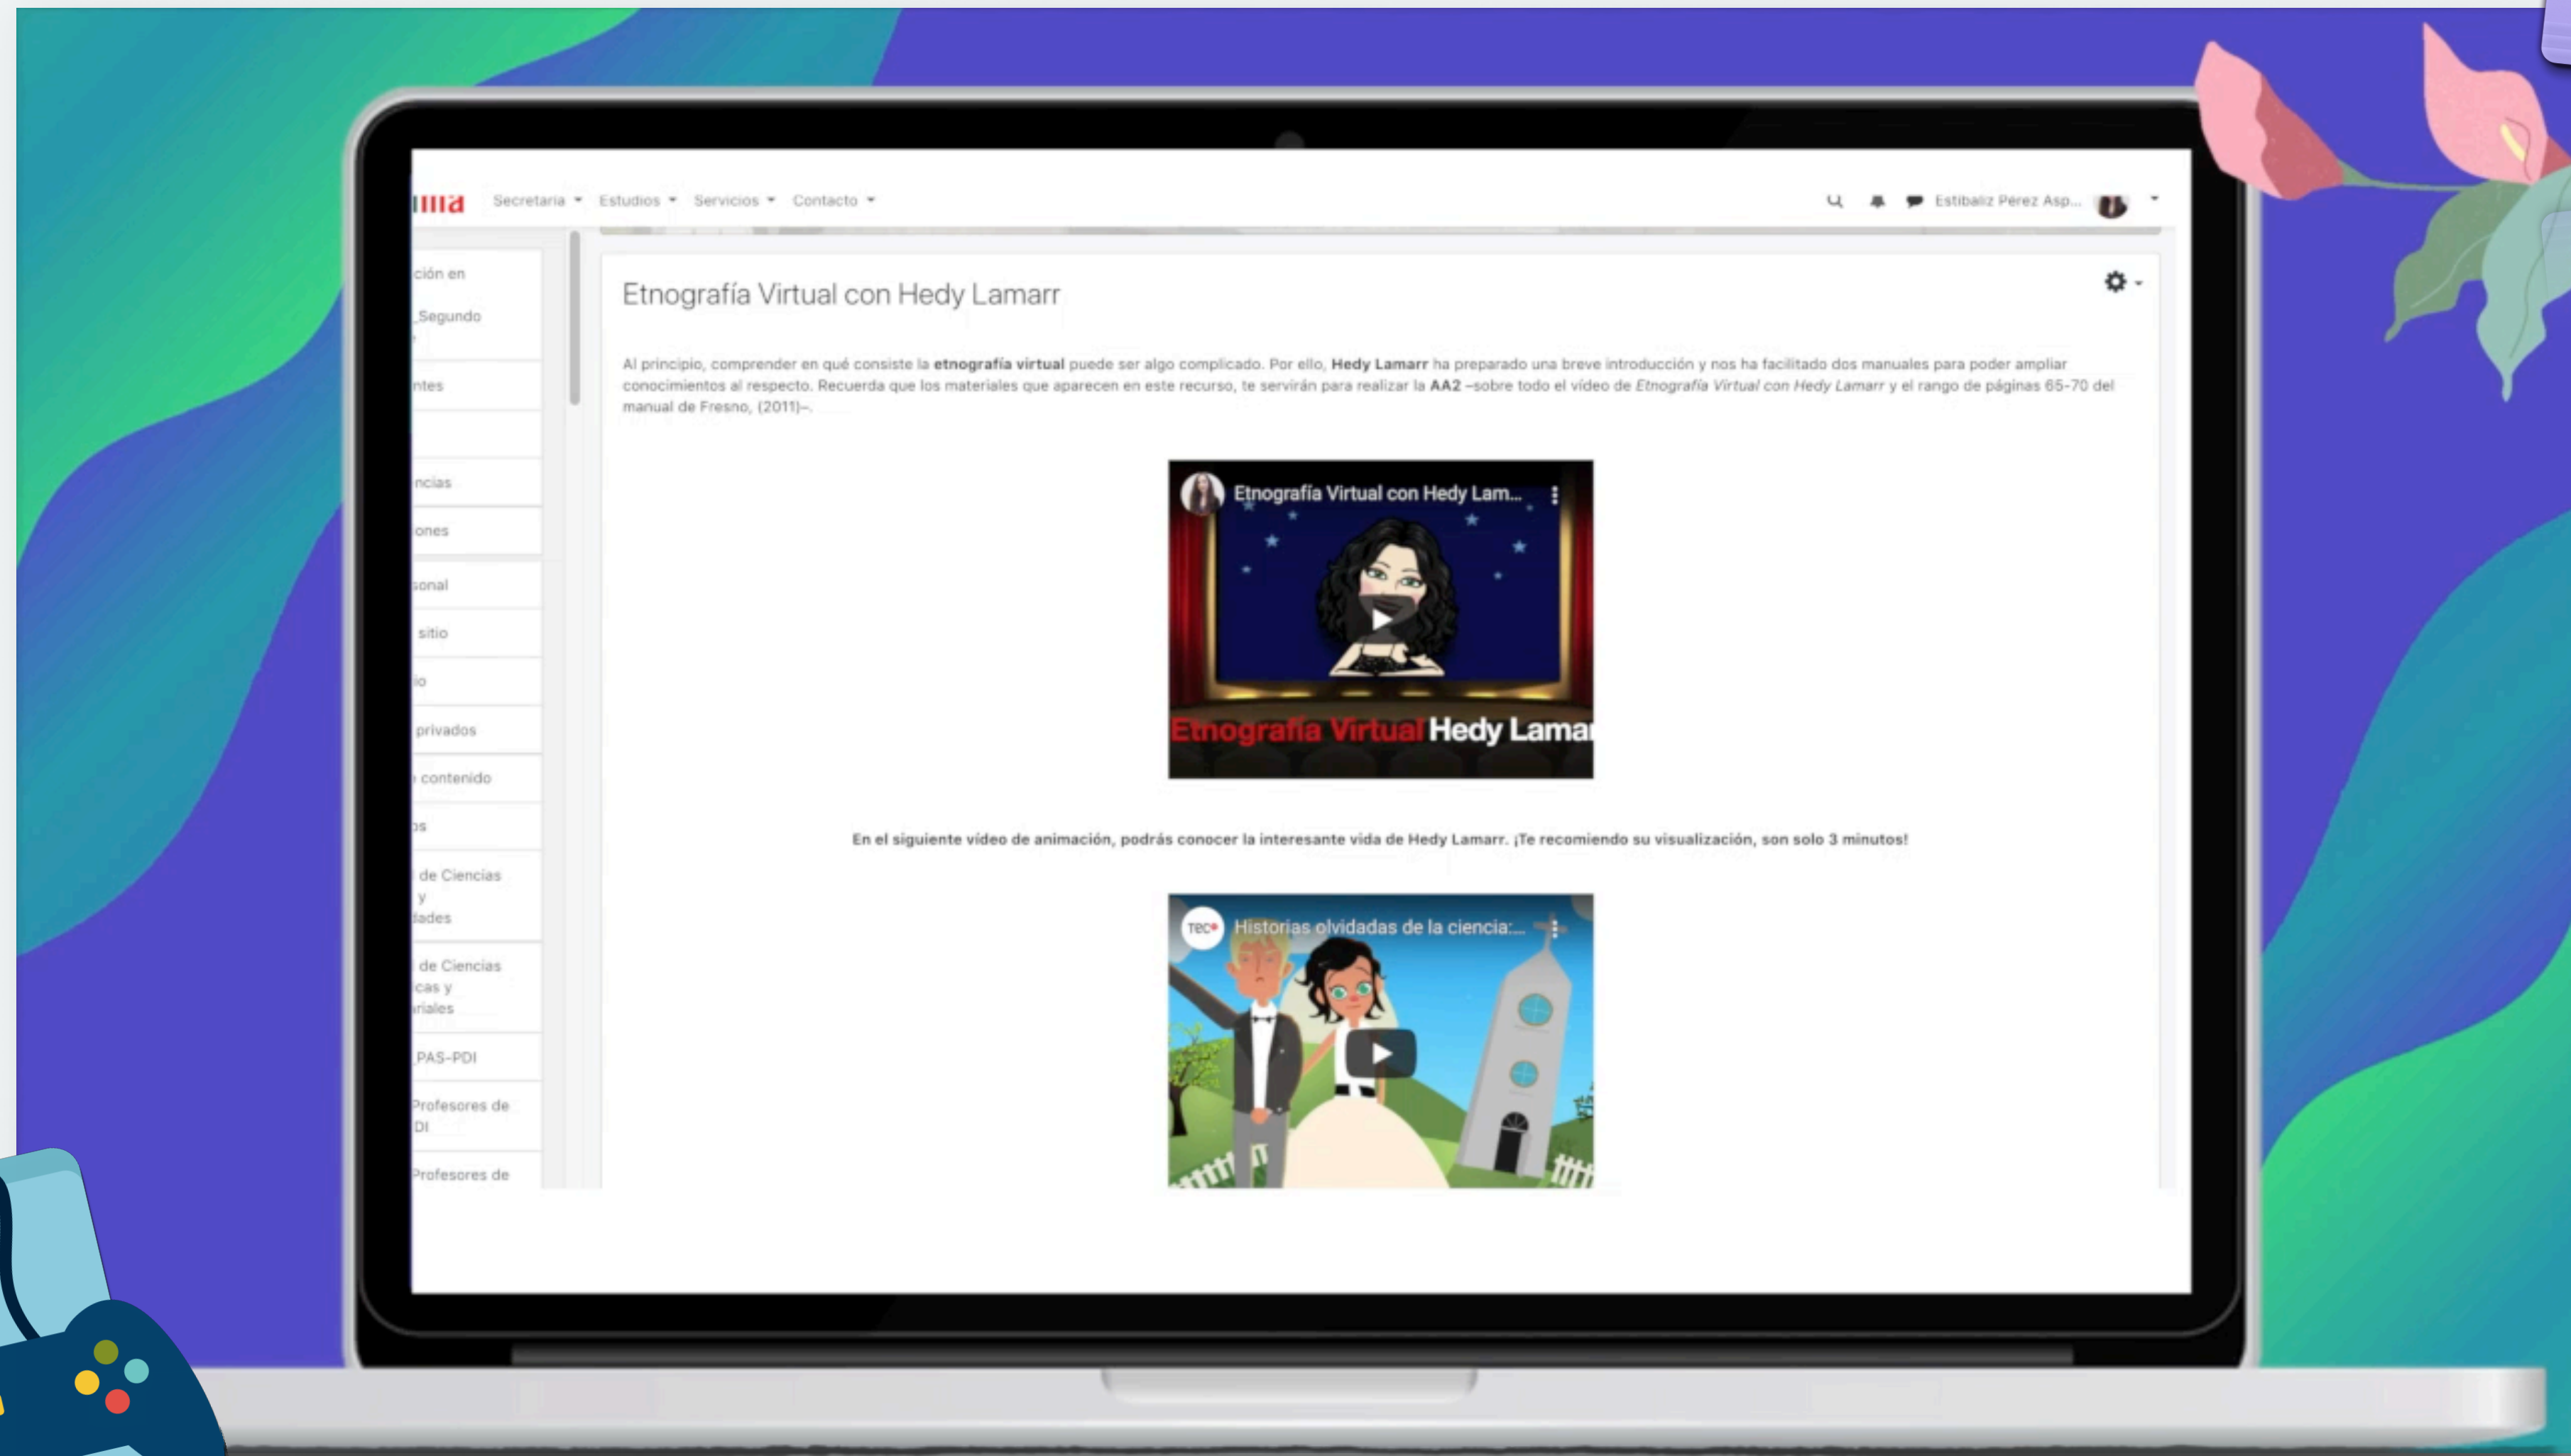 Secretaría Estudios Servicios Contacto
Estíbaliz Pérez Asp...
ción en
_Segundo
ntes
ncias
ones
sonal
sitio
io
privados
contenido
os
de Ciencias
y
dades
de Ciencias
cas y
riales
_PAS-PDI
Profesores de
DI
Profesores de
Etnografía Virtual con Hedy Lamarr
Al principio, comprender en qué consiste la etnografía virtual puede ser algo complicado. Por ello, Hedy Lamarr ha preparado una breve introducción y nos ha facilitado dos manuales para poder ampliar
conocimientos al respecto. Recuerda que los materiales que aparecen en este recurso, te servirán para realizar la AA2 –sobre todo el vídeo de Etnografía Virtual con Hedy Lamarr y el rango de páginas 65-70 del
manual de Fresno, (2011)–.
Etnografía Virtual con Hedy Lam...
Etnografía Virtual Hedy Lamar
En el siguiente vídeo de animación, podrás conocer la interesante vida de Hedy Lamarr. ¡Te recomiendo su visualización, son solo 3 minutos!
TEC
Historias olvidadas de la ciencia:...